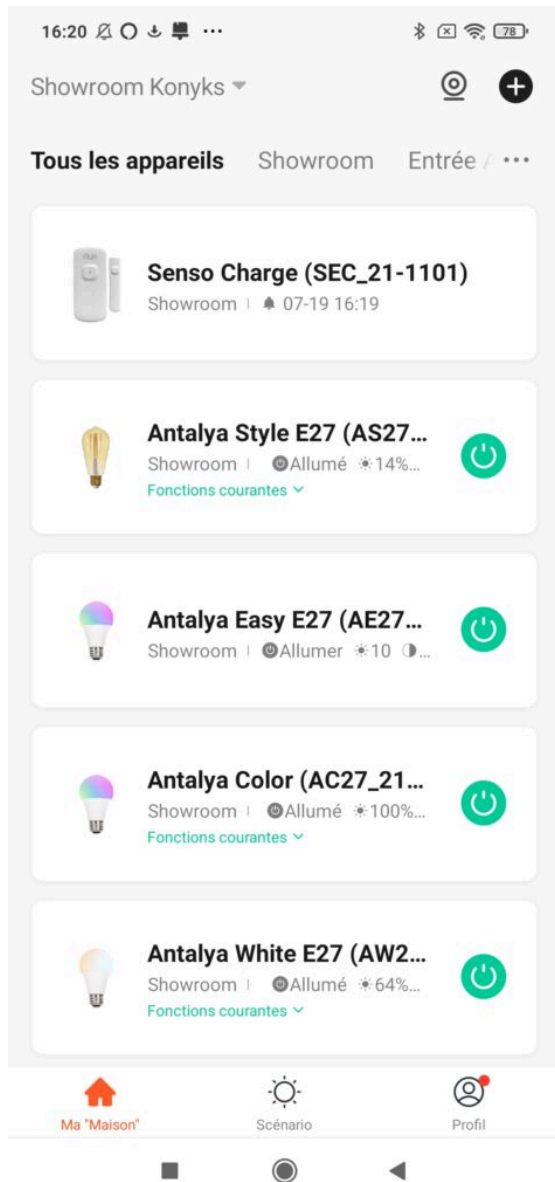 16:20
78
Showroom Konyks
Tous les appareils Showroom Entrée
Senso Charge (SEC_21-1101)
Showroom | 07-19 16:19
Antalya Style E27 (AS27...
Showroom | Allumé 14%...
Fonctions courantes
Antalya Easy E27 (AE27...
Showroom | Allumer 10 ...
Antalya Color (AC27_21...
Showroom | Allumé 100%...
Fonctions courantes
Antalya White E27 (AW2...
Showroom | Allumé 64%...
Fonctions courantes
Ma "Maison" Scénario Profil